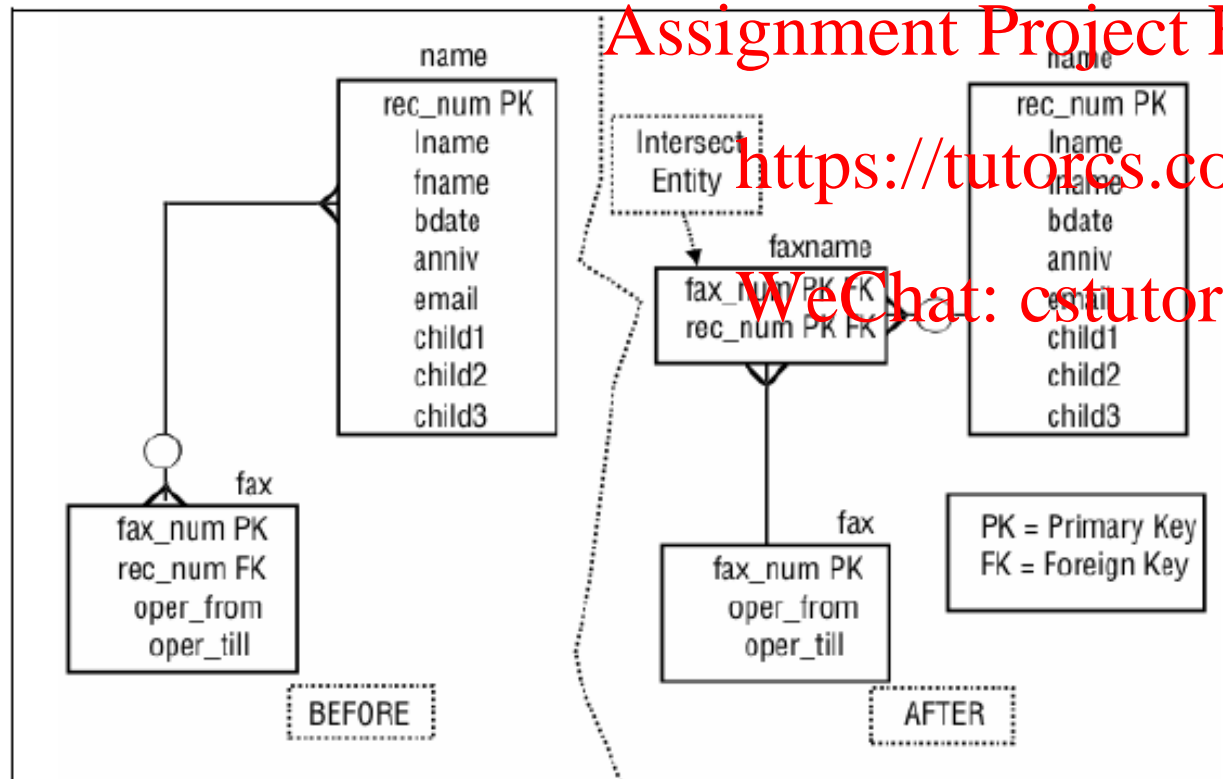 name
rec_num PK
lname
fname
bdate
anniv
email
child1
child2
child3
fax
fax_num PK
rec_num FK
oper_from
oper_till
BEFORE
Assignment Project
name
rec_num PK
lname
fname
bdate
anniv
email
child1
child2
child3
Intersect
Entity
https://tutorcs.co
faxname
fax_num PK FK
rec_num PK FK
WeChat: cstutor
fax
fax_num PK
oper_from
oper_till
PK = Primary Key
FK = Foreign Key
AFTER